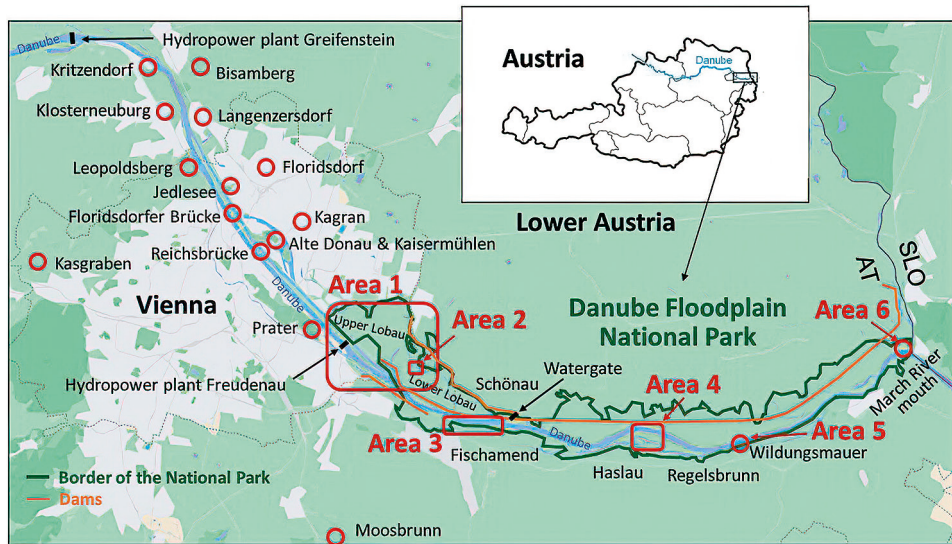 Danube
Hydropower plant Greifenstein
Kritzendorf
Bisamberg
Klosterneuburg
Langenzersdorf
Leopoldsberg
Floridsdorf
Jedlesee
Floridsdorfer Brücke
Kagran
Alte Donau & Kaisermühlen
Reichsbrücke
Kasgraben
Vienna
Danube
Prater
Hydropower plant Freudenau
Austria
Danube
Lower Austria
SLO
AT
Danube Floodplain
National Park
Area 1
Upper Lobau
Area 2
Lower Lobau
Schönau
Watergate
Area 3
Fischamend
Danube
Area 4
Haslau
Regelsbrunn
Area 5
Wildungsmauer
Area 6
March River
mouth
Border of the National Park
Dams
Moosbrunn